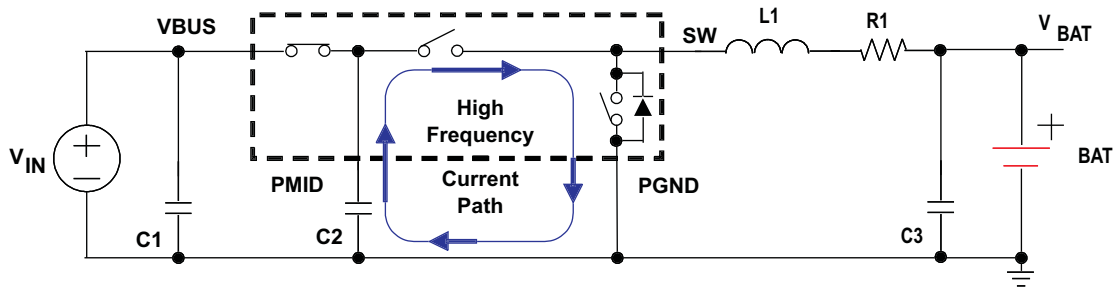 VBUS
SW
L1
R1
V BAT
High
Frequency
Current
Path
V IN
+
−
PMID
PGND
+
BAT
C1
C2
C3